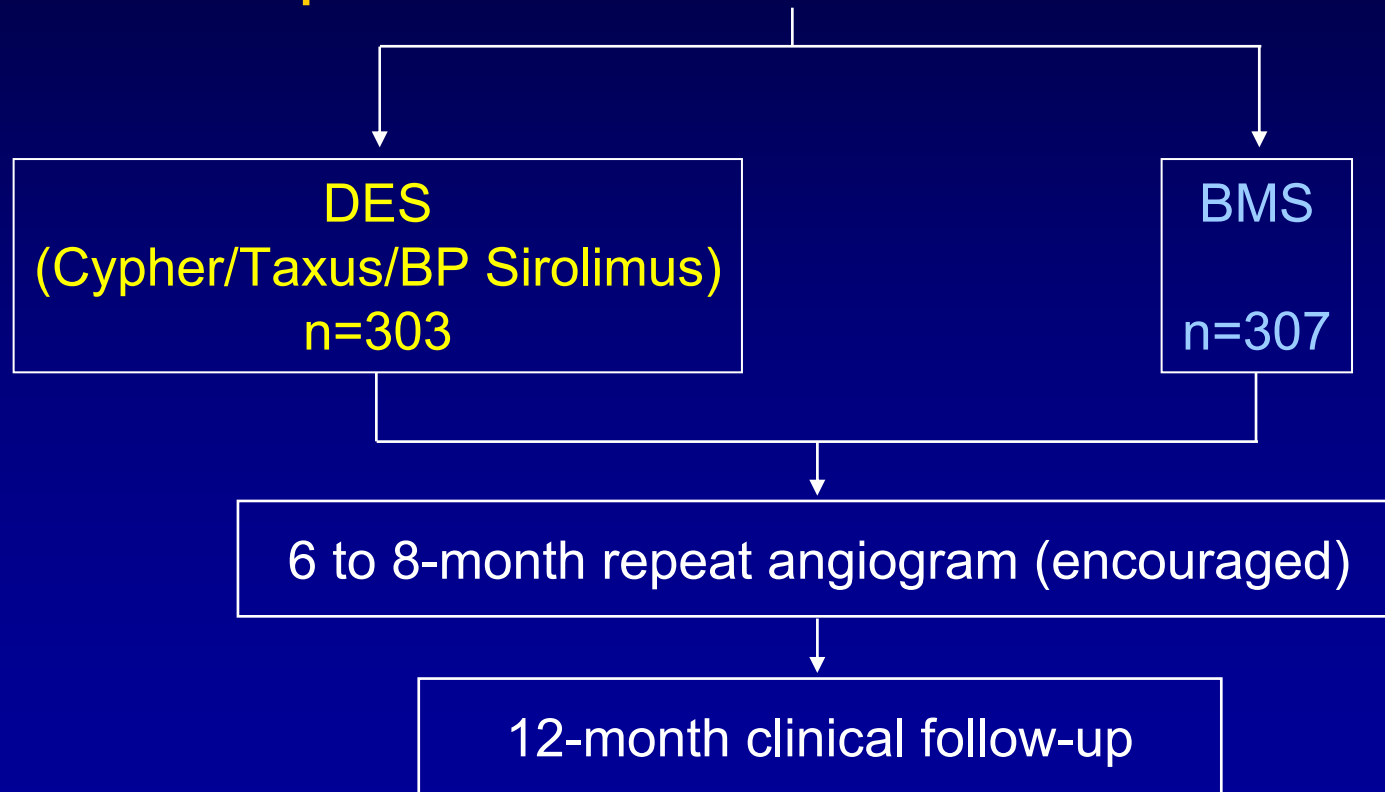 DES
(Cypher/Taxus/BP Sirolimus)
n=303
BMS
n=307
6 to 8-month repeat angiogram (encouraged)
12-month clinical follow-up